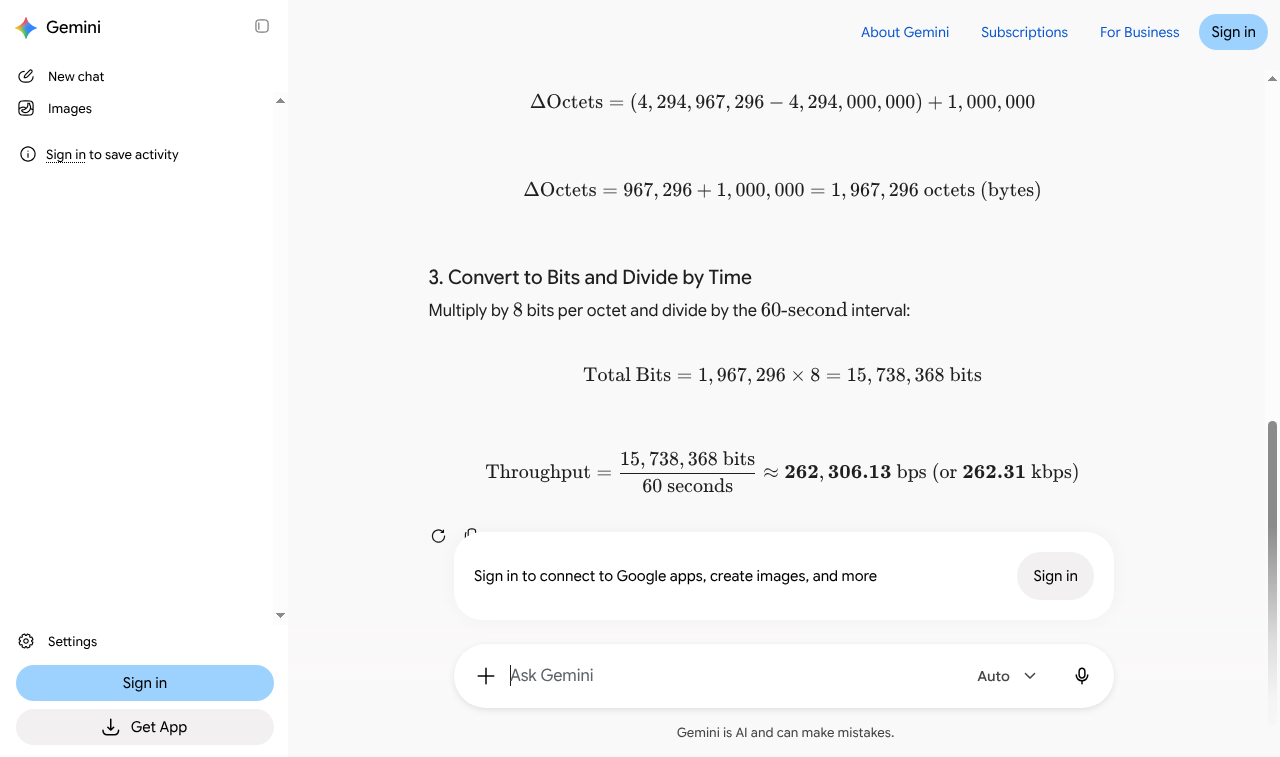 Gemini
New chat
Images
Sign in to save activity
Settings
Sign in
Get App
About Gemini
Subscriptions
For Business
Sign in
ΔOctets = (4, 294, 967, 296 − 4, 294, 000, 000) + 1, 000, 000
ΔOctets = 967, 296 + 1, 000, 000 = 1, 967, 296 octets (bytes)
3. Convert to Bits and Divide by Time
Multiply by 8 bits per octet and divide by the 60-second interval:
Total Bits = 1, 967, 296 × 8 = 15, 738, 368 bits
Throughput = 15, 738, 368 bits / 60 seconds ≈ 262, 306.13 bps (or 262.31 kbps)
Sign in to connect to Google apps, create images, and more
Sign in
Ask Gemini
Auto
Gemini is AI and can make mistakes.